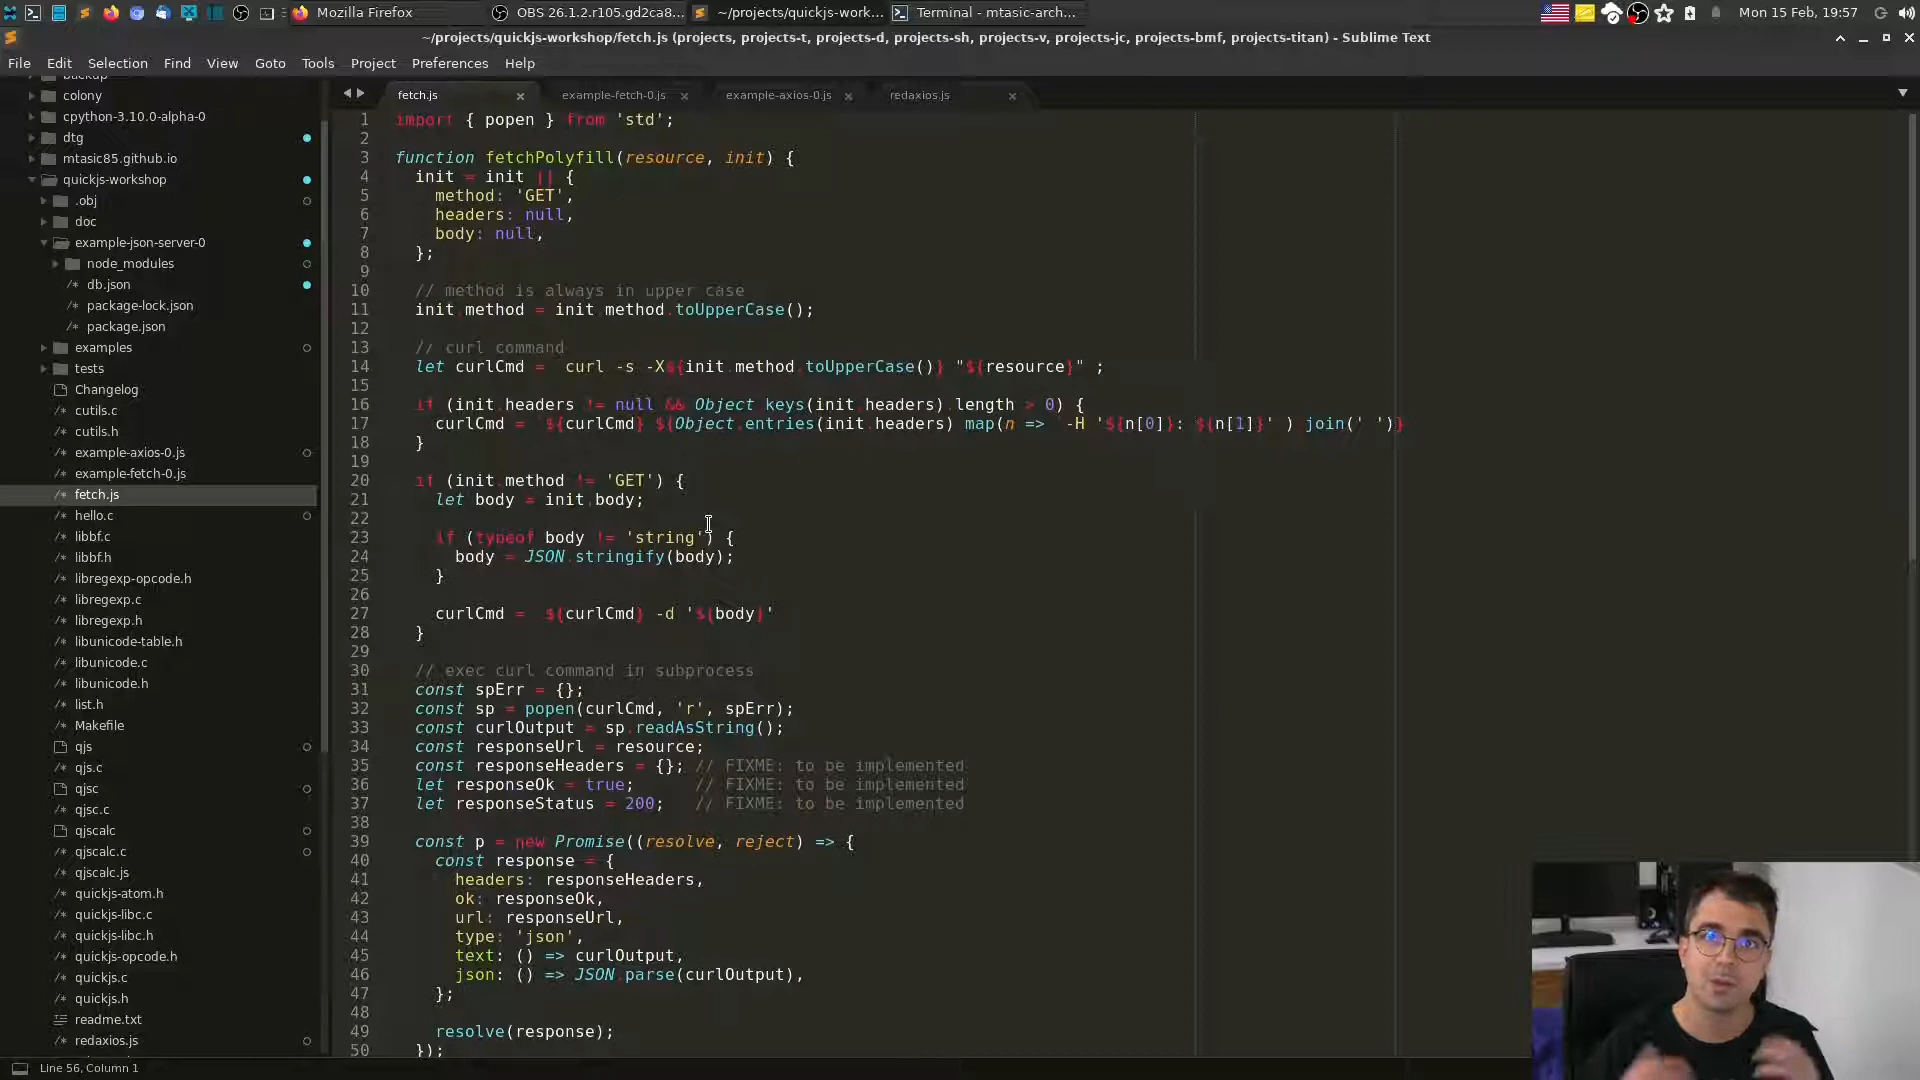 Mozilla Firefox
OBS 26.1.2.r105.gd2ca8...
~/projects/quickjs-work...
Terminal - mtasic-arch...
Mon 15 Feb, 19:57
~/projects/quickjs-workshop/fetch.js (projects, projects-t, projects-d, projects-sh, projects-v, projects-jc, projects-bmf, projects-titan) - Sublime Text
File Edit Selection Find View Goto Tools Project Preferences Help
backup
colony
cpython-3.10.0-alpha-0
dtg
mtasic85.github.io
quickjs-workshop
.obj
doc
example-json-server-0
node_modules
/* db.json
/* package-lock.json
/* package.json
examples
tests
Changelog
/* cutils.c
/* cutils.h
/* example-axios-0.js
/* example-fetch-0.js
/* fetch.js
/* hello.c
/* libbf.c
/* libbf.h
/* libregexp-opcode.h
/* libregexp.c
/* libregexp.h
/* libunicode-table.h
/* libunicode.c
/* libunicode.h
/* list.h
/* Makefile
qjs
/* qjs.c
qjsc
/* qjsc.c
qjscalc
/* qjscalc.c
/* qjscalc.js
/* quickjs-atom.h
/* quickjs-libc.c
/* quickjs-libc.h
/* quickjs-opcode.h
/* quickjs.c
/* quickjs.h
readme.txt
/* redaxios.js
fetch.js example-fetch-0.js example-axios-0.js redaxios.js
1 import { popen } from 'std';
2
3 function fetchPolyfill(resource, init) {
4 init = init || {
5 method: 'GET',
6 headers: null,
7 body: null,
8 };
9
10 // method is always in upper case
11 init.method = init.method.toUpperCase();
12
13 // curl command
14 let curlCmd = `curl -s -X${init.method.toUpperCase()} "${resource}"`;
15
16 if (init.headers != null && Object.keys(init.headers).length > 0) {
17 curlCmd = `${curlCmd} ${Object.entries(init.headers).map(n => `-H '${n[0]}: ${n[1]}'`).join(' ')}
18 }
19
20 if (init.method != 'GET') {
21 let body = init.body;
22
23 if (typeof body != 'string') {
24 body = JSON.stringify(body);
25 }
26
27 curlCmd = `${curlCmd} -d '${body}'
28 }
29
30 // exec curl command in subprocess
31 const spErr = {};
32 const sp = popen(curlCmd, 'r', spErr);
33 const curlOutput = sp.readAsString();
34 const responseUrl = resource;
35 const responseHeaders = {}; // FIXME: to be implemented
36 let responseOk = true; // FIXME: to be implemented
37 let responseStatus = 200; // FIXME: to be implemented
38
39 const p = new Promise((resolve, reject) => {
40 const response = {
41 headers: responseHeaders,
42 ok: responseOk,
43 url: responseUrl,
44 type: 'json',
45 text: () => curlOutput,
46 json: () => JSON.parse(curlOutput),
47 };
48
49 resolve(response);
50 });
Line 56, Column 1